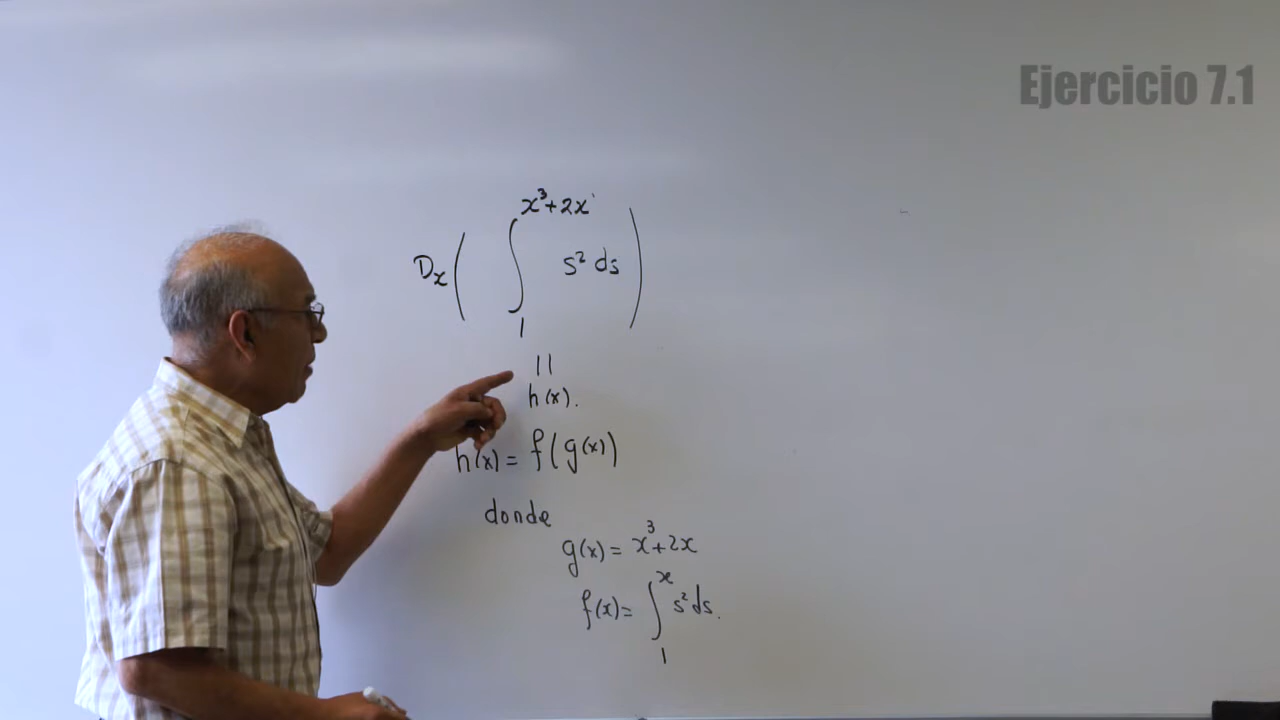 Ejercicio 7.1
x³+2x
Dx( ∫ s² ds )
1
||
h(x).
h(x) = f(g(x))
donde
g(x) = x³+2x
x
f(x) = ∫ s² ds.
1